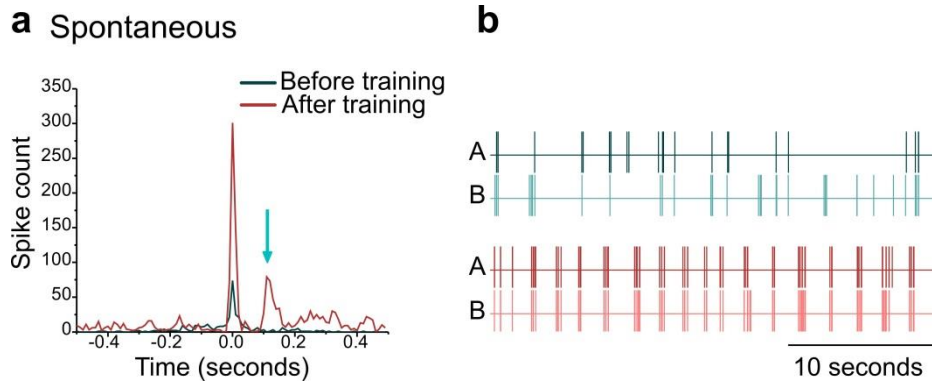 a Spontaneous
Before training
After training
Spike count
350
300
250
200
150
100
50
0
-0.4 -0.2 0.0 0.2 0.4
Time (seconds)
b
A
B
A
B
10 seconds